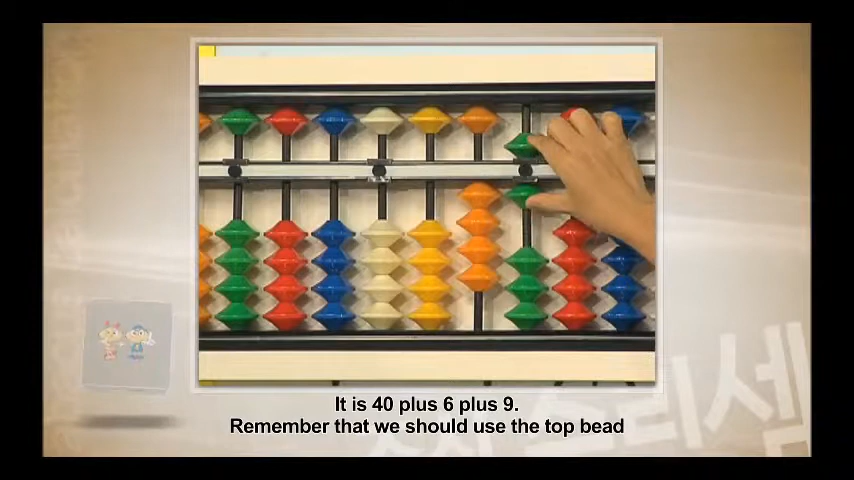 It is 40 plus 6 plus 9.
Remember that we should use the top bead